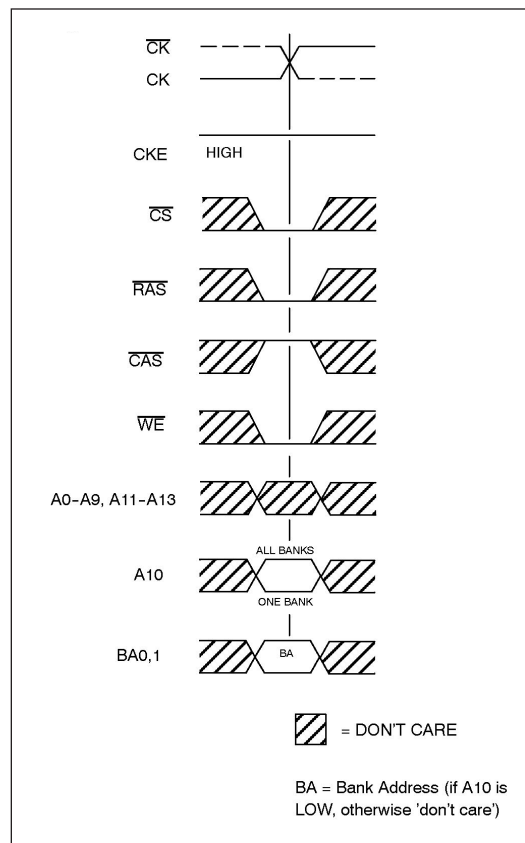 CK
CK
CKE HIGH
CS
RAS
CAS
WE
A0-A9, A11-A13
ALL BANKS
A10
ONE BANK
BA0,1 BA
= DON'T CARE
BA = Bank Address (if A10 is
LOW, otherwise 'don't care')